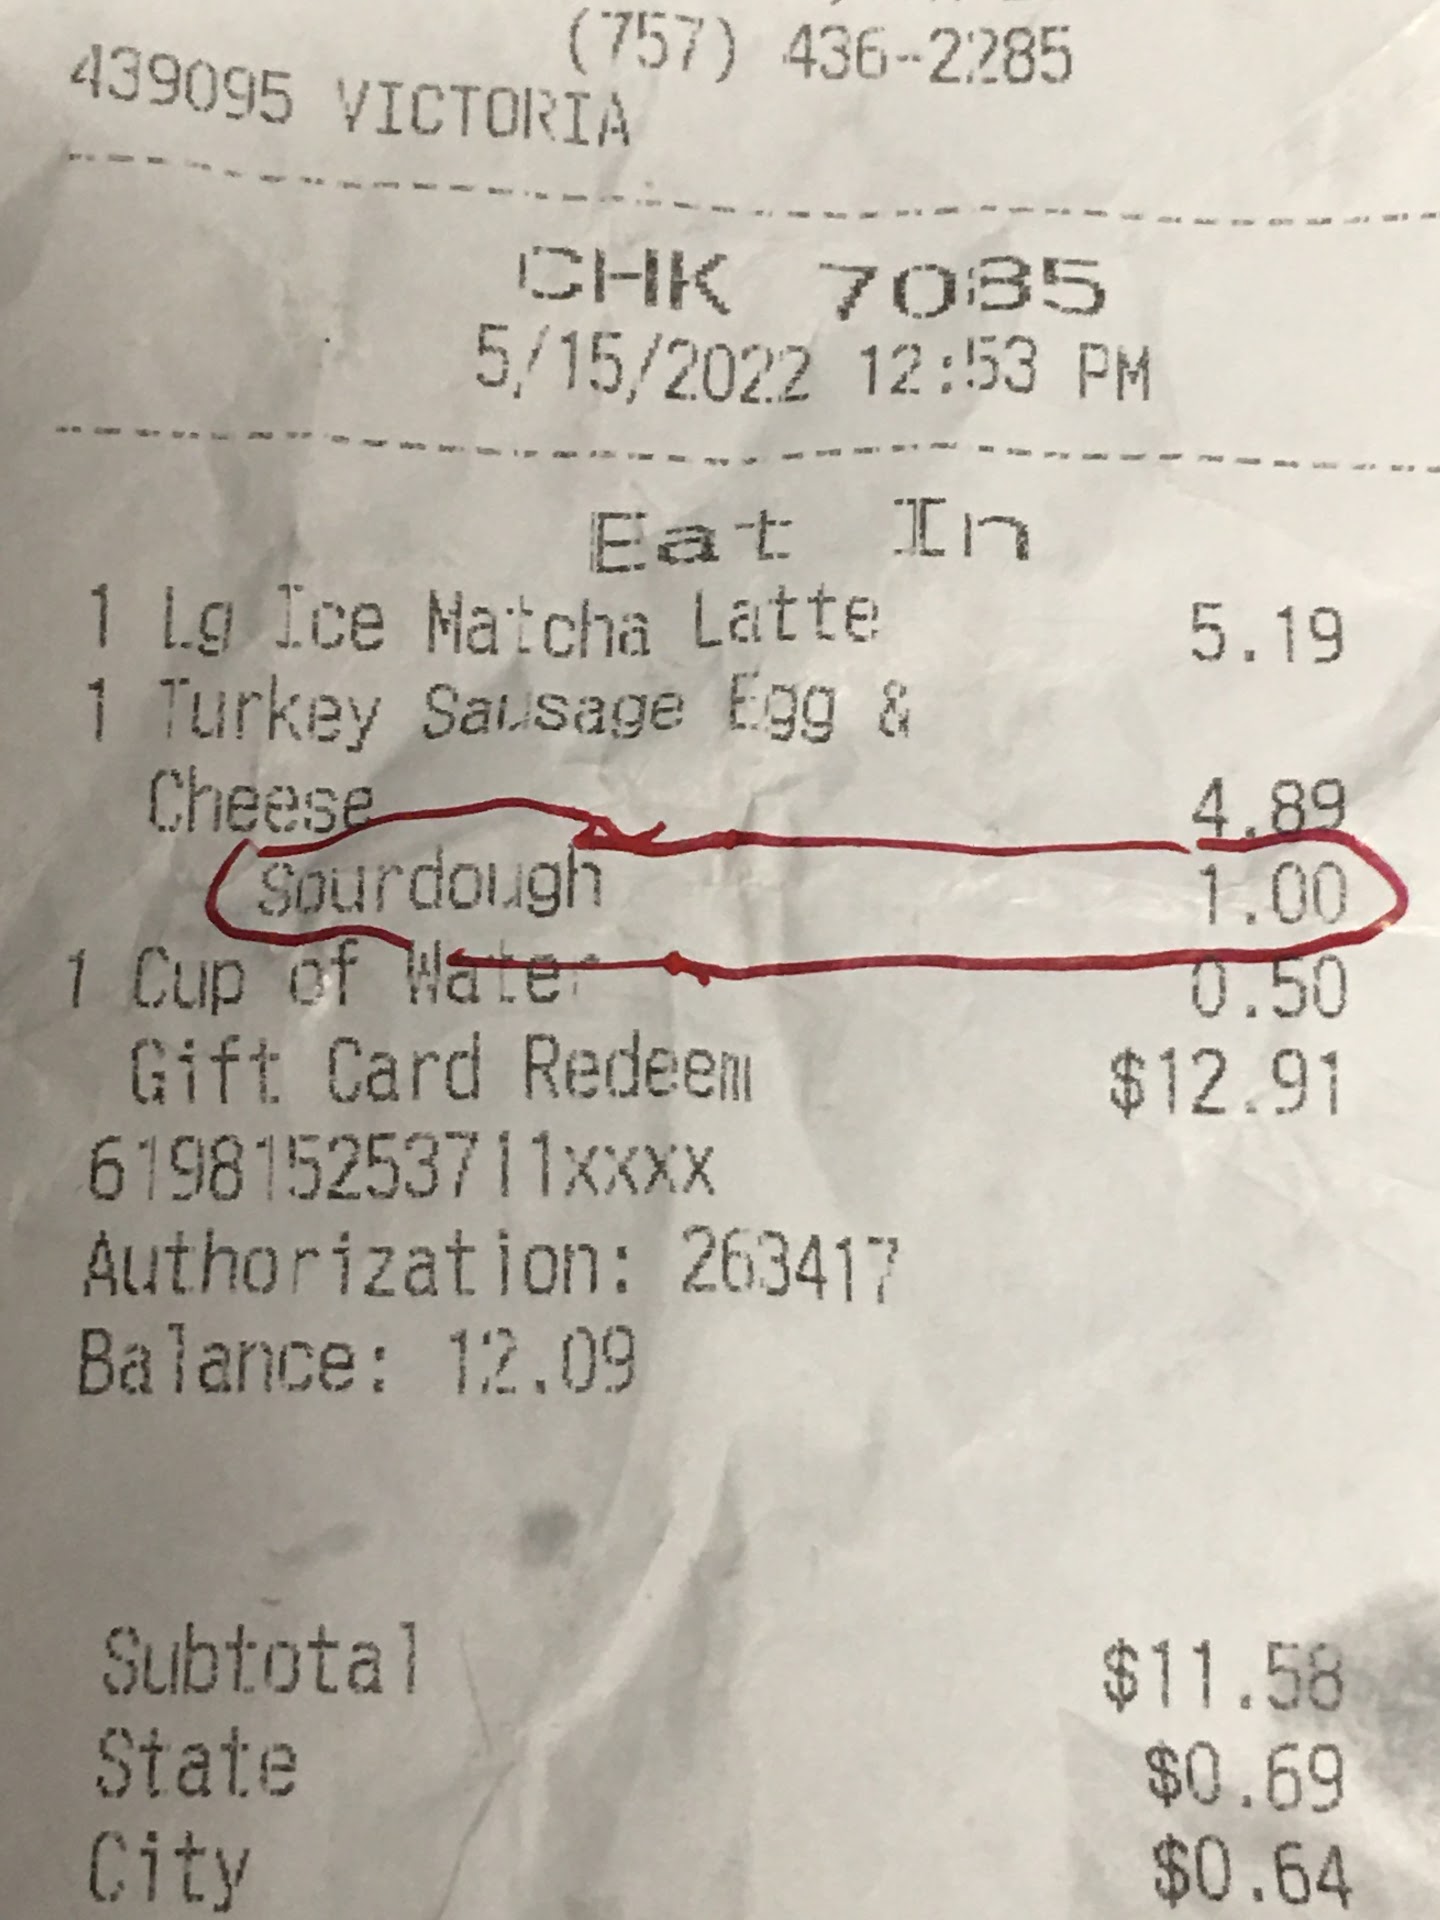 (757) 436-2285
439095 VICTORIA
CHK 7085
5/15/2022 12:53 PM
Eat In
1 Lg Ice Matcha Latte 5.19
1 Turkey Sausage Egg &
Cheese 4.89
Sourdough 1.00
1 Cup of Water 0.50
Gift Card Redeem $12.91
619815253711xxxx
Authorization: 263417
Balance: 12.09
Subtotal $11.58
State $0.69
City $0.64